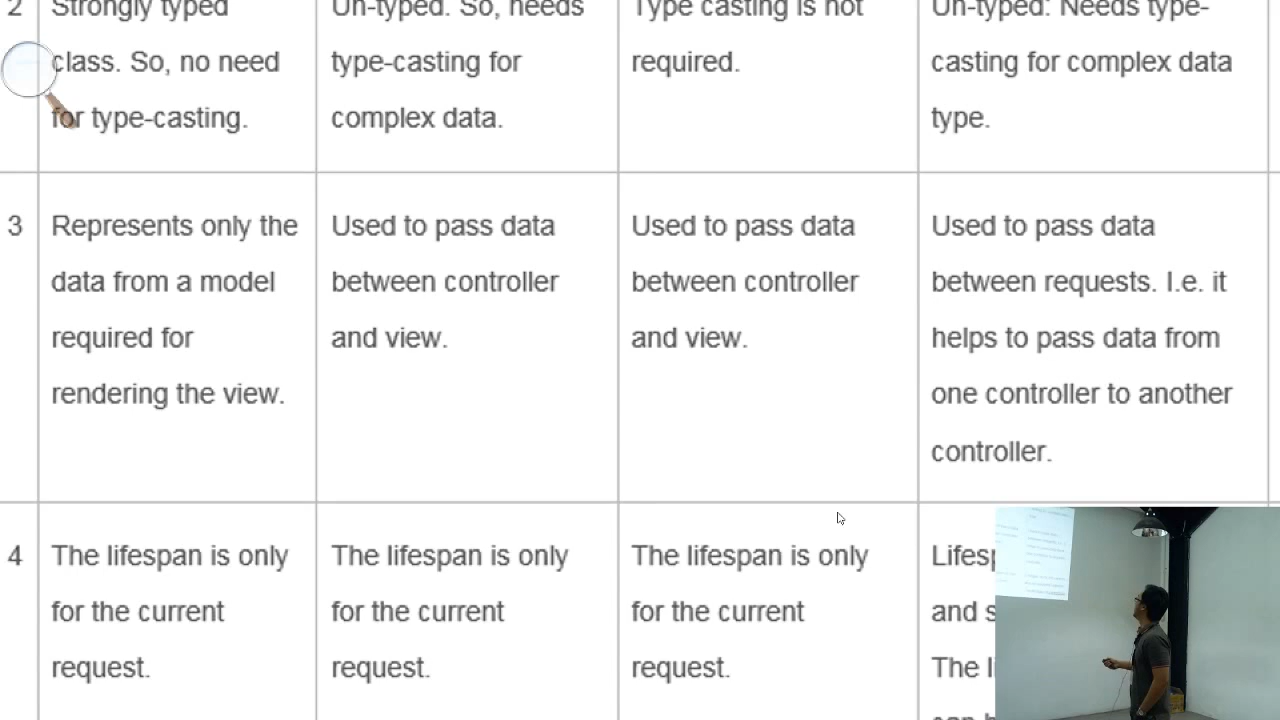 2
Strongly typed
class. So, no need
for type-casting.
Un-typed. So, needs
type-casting for
complex data.
Type casting is not
required.
Un-typed: Needs type-
casting for complex data
type.
3
Represents only the
data from a model
required for
rendering the view.
Used to pass data
between controller
and view.
Used to pass data
between controller
and view.
Used to pass data
between requests. I.e. it
helps to pass data from
one controller to another
controller.
4
The lifespan is only
for the current
request.
The lifespan is only
for the current
request.
The lifespan is only
for the current
request.
and
The